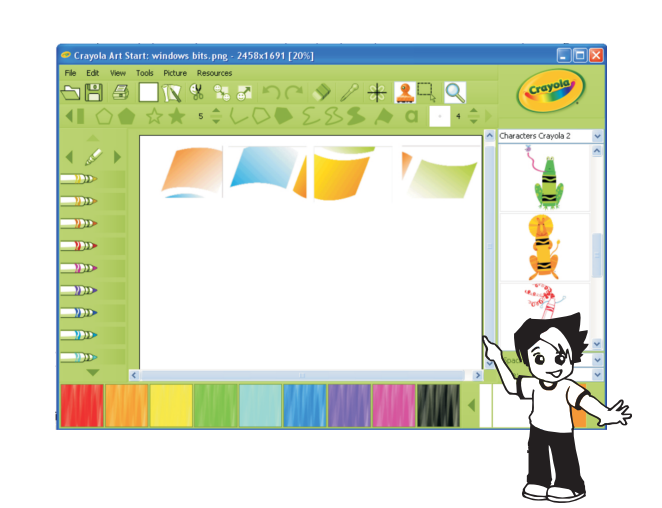 Crayola Art Start: windows bits.png - 2458x1691 [20%]
File Edit View Tools Picture Resources
Crayola
5 a 4
Characters Crayola 2